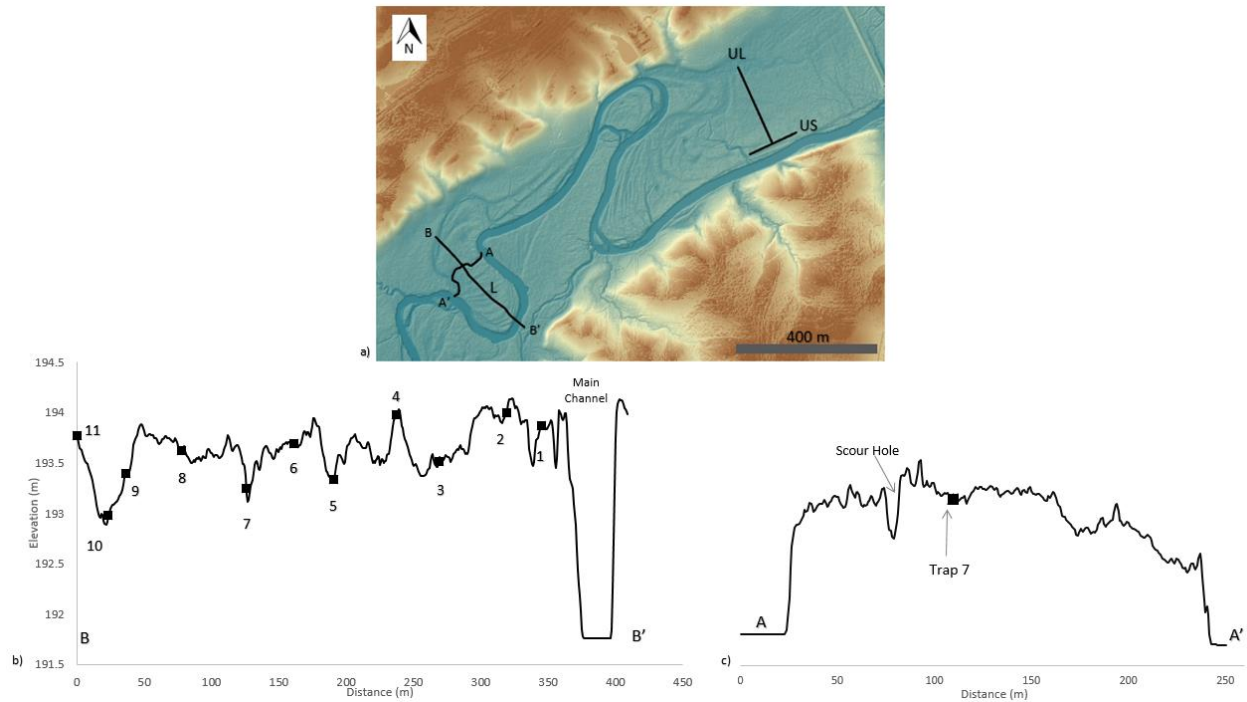 N
UL
US
B
A
L
A'
B'
400 m
a)
194.5
194
193.5
193
192.5
192
191.5
Elevation (m)
11
10
9
8
7
6
5
4
3
2
1
Main
Channel
B
B'
b)
0
50
100
150
200
250
300
350
400
450
Distance (m)
Scour Hole
Trap 7
A
A'
c)
0
50
100
150
200
250
Distance (m)